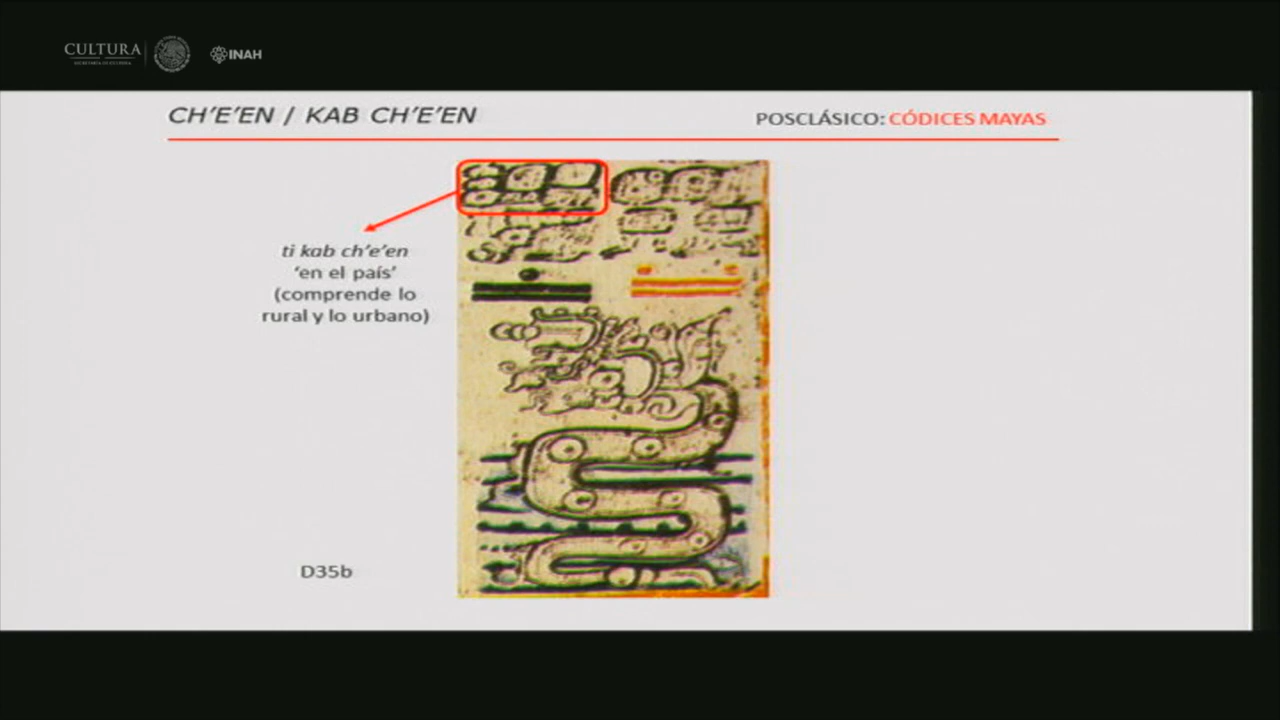 CULTURA
SECRETARÍA DE CULTURA
INAH
CH’E’EN / KAB CH’E’EN
POSCLÁSICO: CÓDICES MAYAS
ti kab ch’e’en
‘en el país’
(comprende lo
rural y lo urbano)
D35b